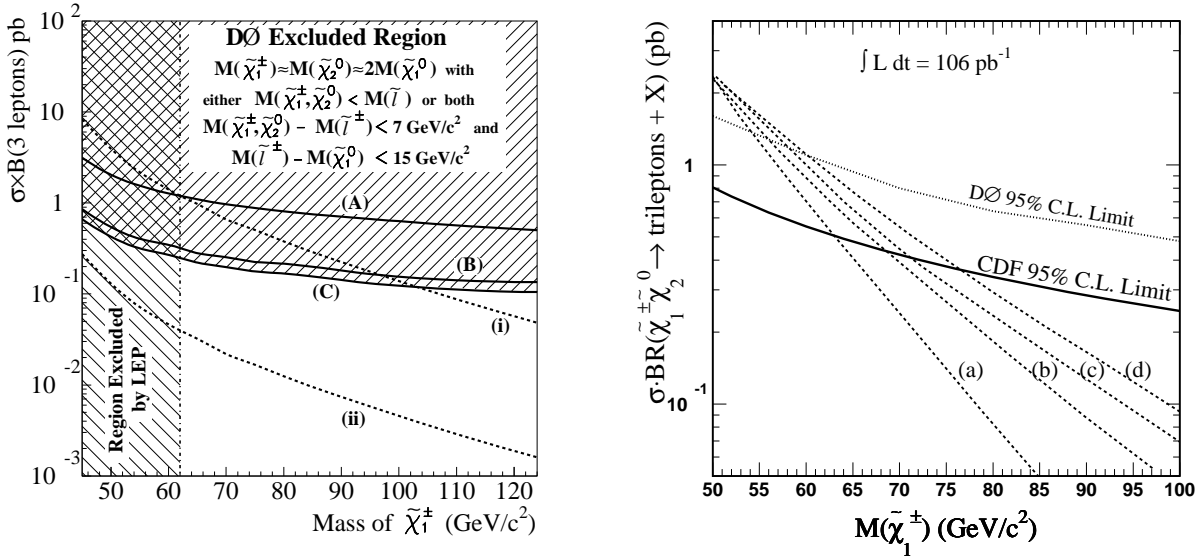 DØ Excluded Region
M(χ̃₁±)≈M(χ̃₂⁰)≈2M(χ̃₁⁰) with
either M(χ̃₁±,χ̃₂⁰) < M(l̃) or both
M(χ̃₁±,χ̃₂⁰) − M(l̃±) < 7 GeV/c² and
M(l̃±)−M(χ̃₁⁰) < 15 GeV/c²
σ×B(3 leptons) pb
10²
10
1
10⁻¹
10⁻²
10⁻³
(A)
(B)
(C)
(i)
(ii)
Region Excluded
by LEP
50 60 70 80 90 100 110 120
Mass of χ̃₁± (GeV/c²)
∫ L dt = 106 pb⁻¹
σ·BR(χ̃₁±χ̃₂⁰ → trileptons + X) (pb)
1
10⁻¹
DØ 95% C.L. Limit
CDF 95% C.L. Limit
(a) (b) (c) (d)
50 55 60 65 70 75 80 85 90 95 100
M(χ̃₁±) (GeV/c²)